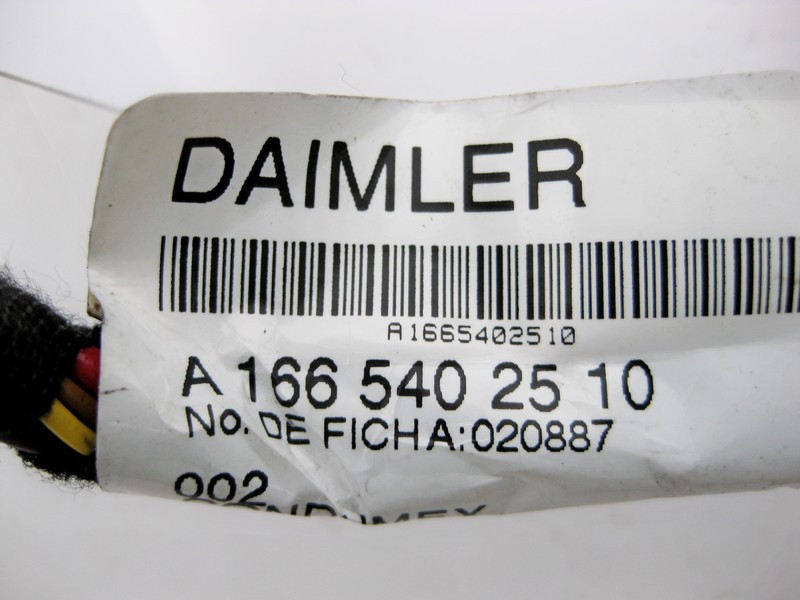 DAIMLER
A1665402510
A 166 540 25 10
No. DE FICHA:020887
002